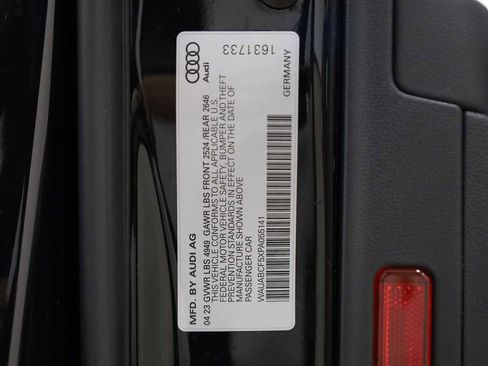 MFD. BY AUDI AG
04 23 GVWR LBS 4949 GAWR LBS FRONT 2524 /REAR 2646
THIS VEHICLE CONFORMS TO ALL APPLICABLE U.S.
FEDERAL MOTOR VEHICLE SAFETY, BUMPER AND THEFT
PREVENTION STANDARDS IN EFFECT ON THE DATE OF
MANUFACTURE SHOWN ABOVE
PASSENGER CAR
WAUABCF5XPA055141
GERMANY
Audi
1631733